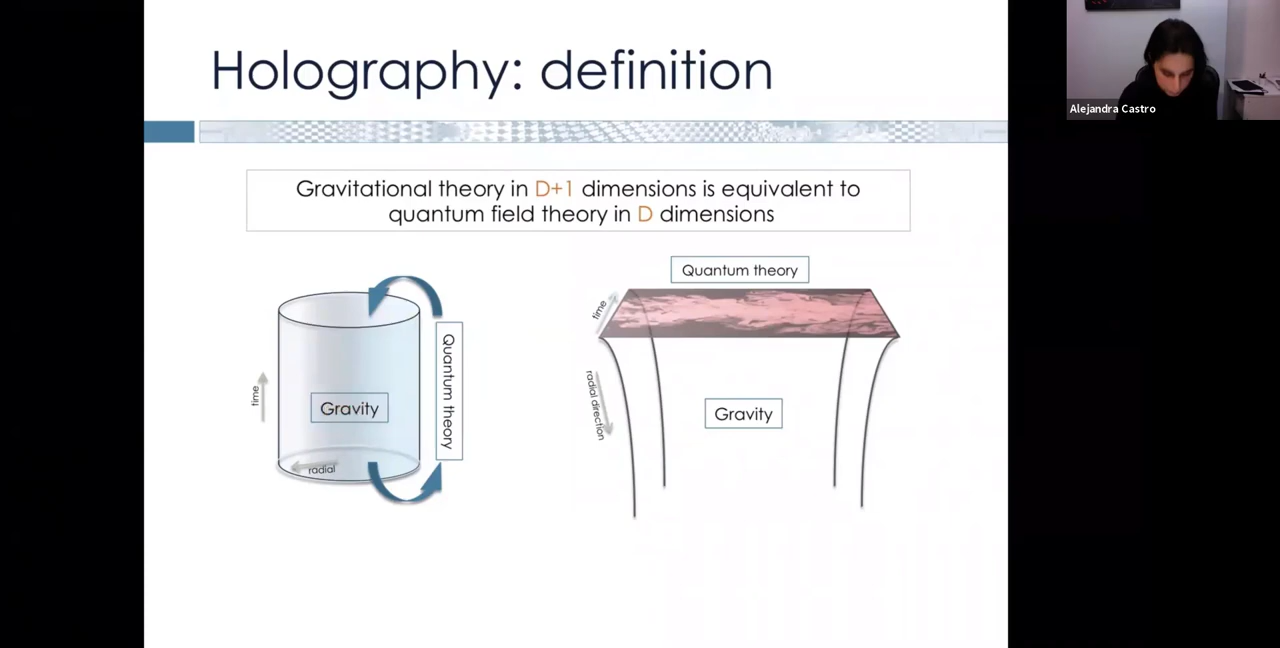 Holography: definition
Alejandra Castro
Gravitational theory in D+1 dimensions is equivalent to
quantum field theory in D dimensions
Quantum theory
time
Gravity
radial
Quantum theory
time
radial direction
Gravity